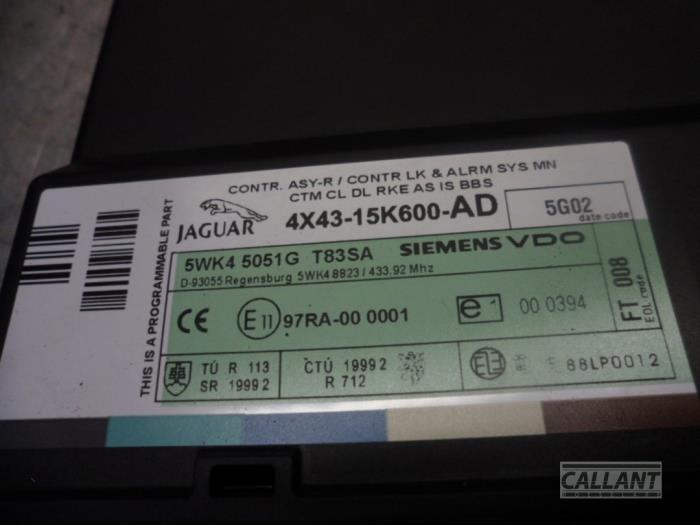 CONTR. ASY-R / CONTR LK & ALRM SYS MN
CTM CL DL RKE AS IS BBS
THIS IS A PROGRAMMABLE PART
JAGUAR
4X43-15K600-AD
5G02
date code
5WK4 5051G T83SA SIEMENS VDO
D-93055 Regensburg 5WK4 8823 / 433.92 Mhz
CE
E 11
97RA-00 0001
e 1
00 0394
FT 008
EOL code
TÚ R 113
SR 1999 2
ČTÚ 1999 2
R 712
88LP0012
CALLANT